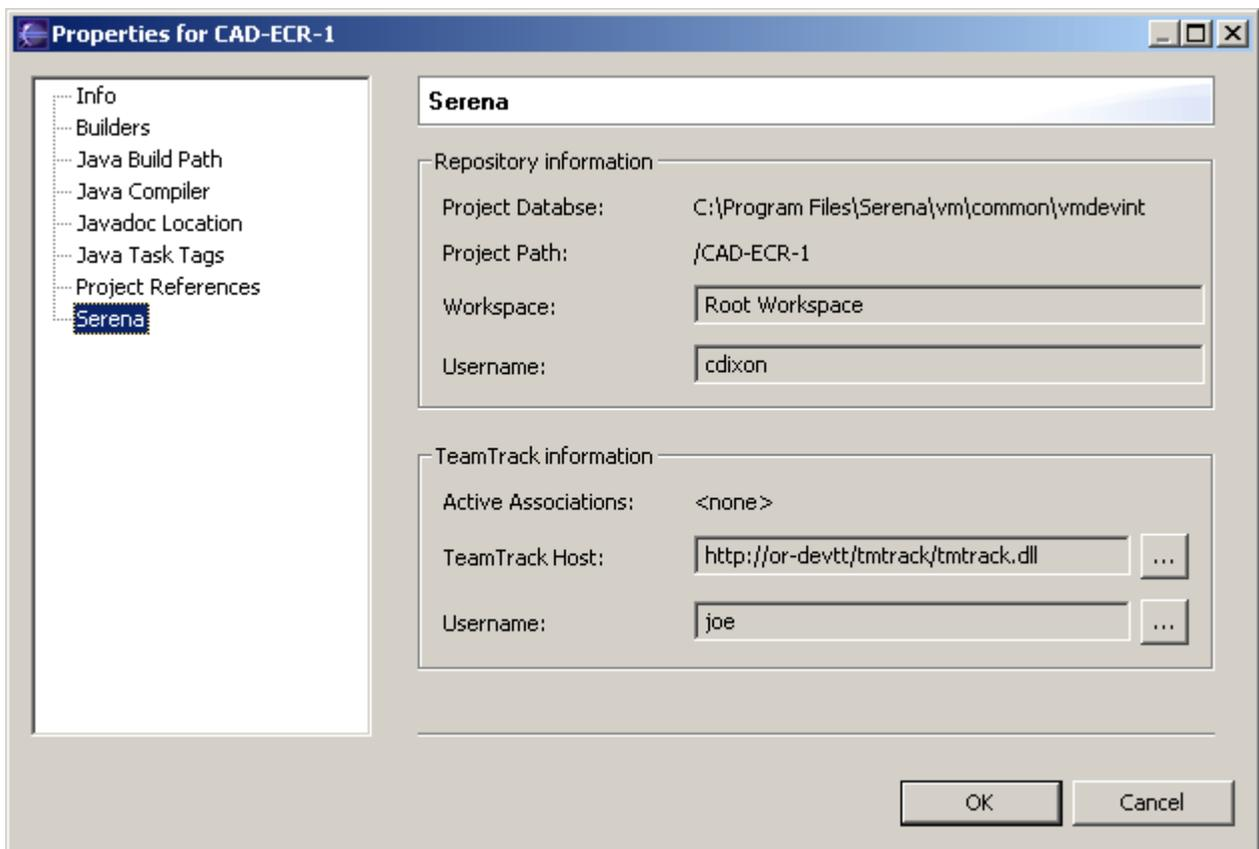 Properties for CAD-ECR-1
Info
Builders
Java Build Path
Java Compiler
Javadoc Location
Java Task Tags
Project References
Serena
Serena
Repository information
Project Databse: C:\Program Files\Serena\vm\common\vmdevint
Project Path: /CAD-ECR-1
Workspace: Root Workspace
Username: cdixon
TeamTrack information
Active Associations: <none>
TeamTrack Host: http://or-devtt/tmtrack/tmtrack.dll ...
Username: joe ...
OK Cancel